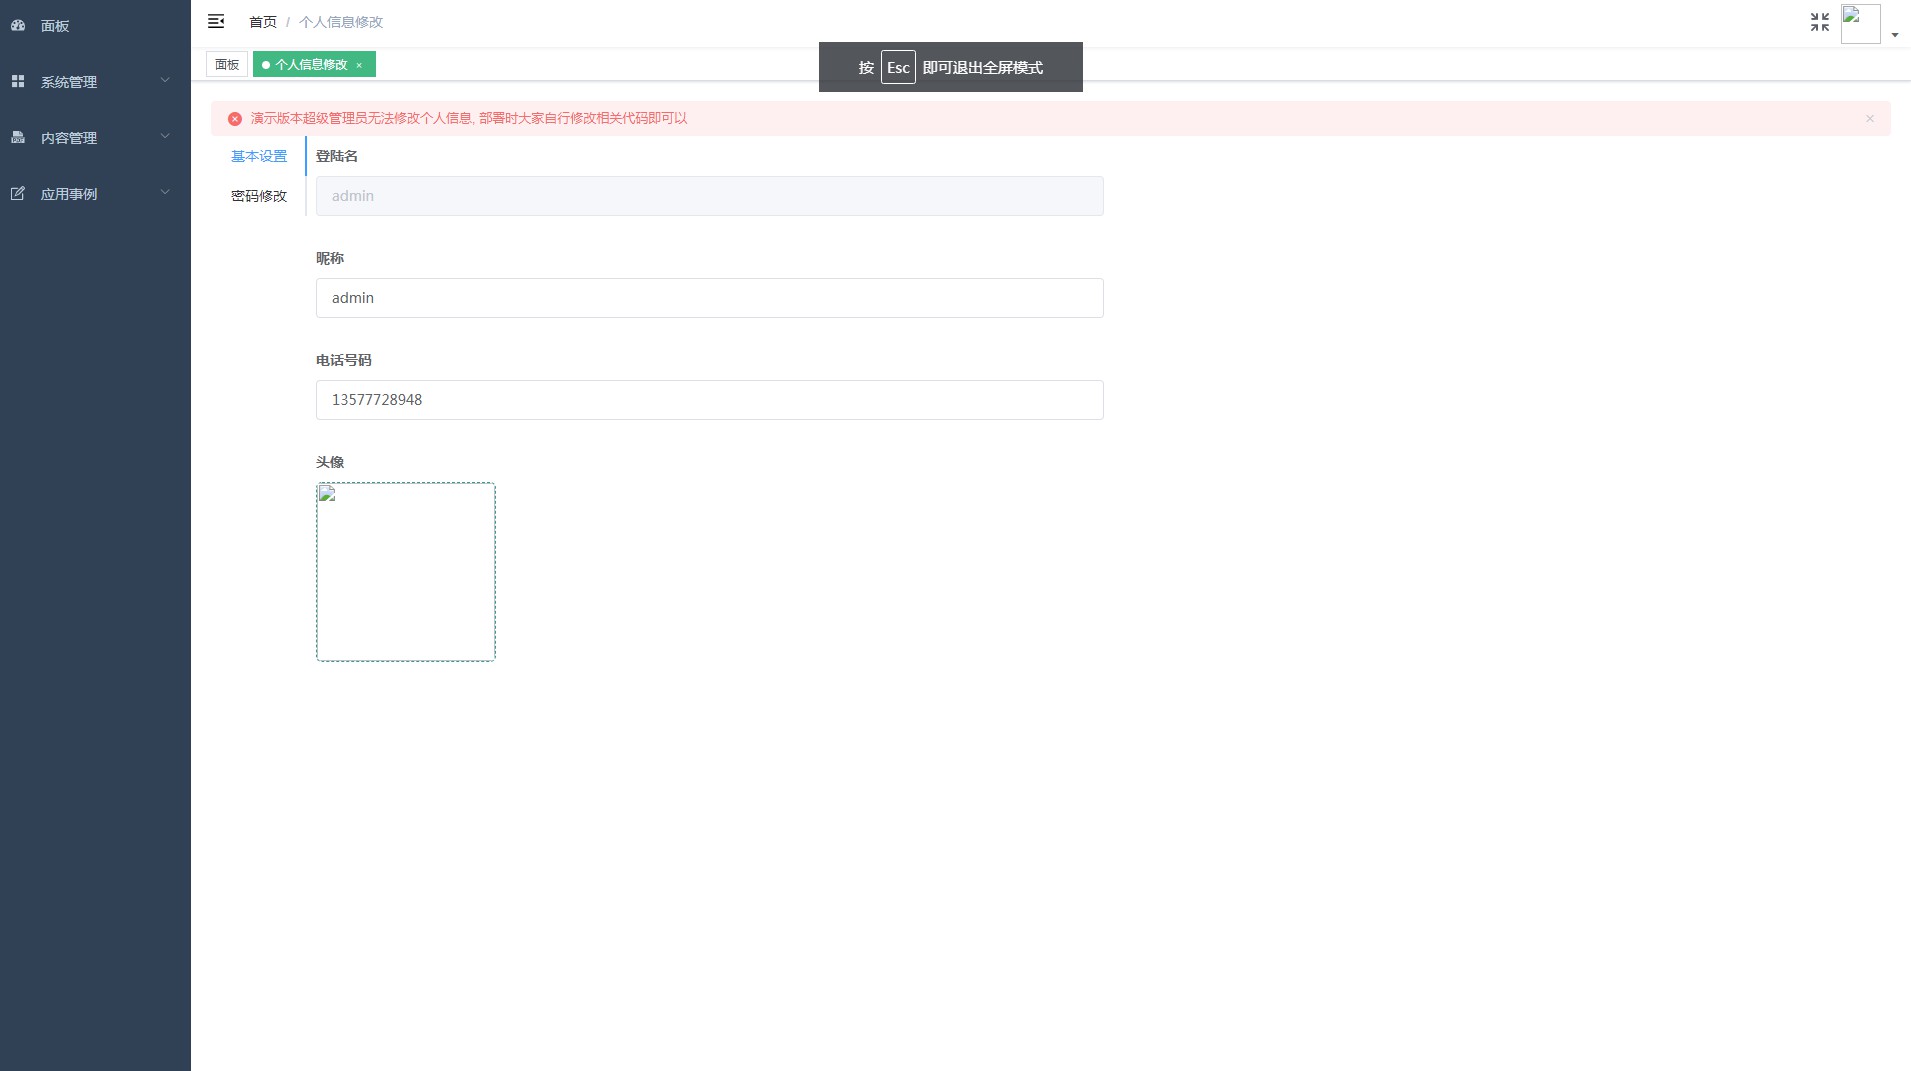 面板
系统管理
内容管理
应用事例
首页 / 个人信息修改
面板
个人信息修改 ×
按 Esc 即可退出全屏模式
演示版本超级管理员无法修改个人信息, 部署时大家自行修改相关代码即可以
基本设置
密码修改
登陆名
admin
昵称
admin
电话号码
13577728948
头像